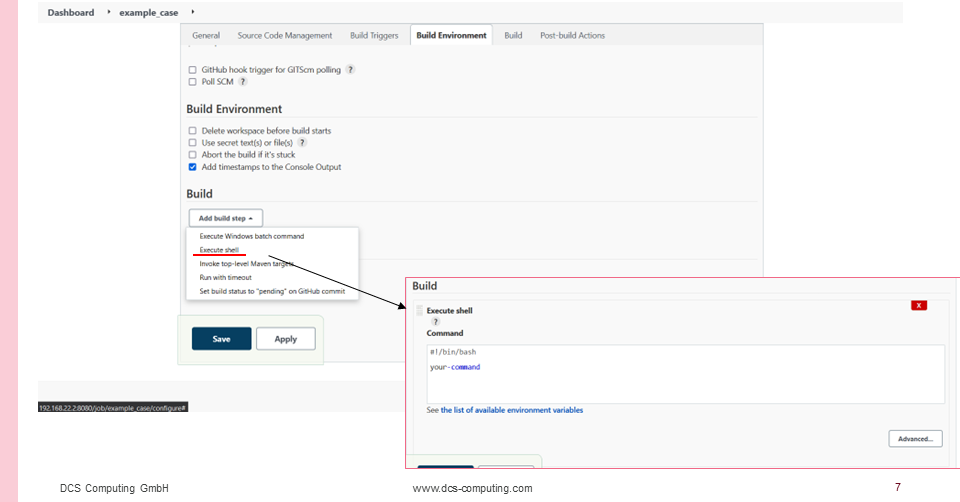 Dashboard example_case
General Source Code Management Build Triggers Build Environment Build Post-build Actions
GitHub hook trigger for GITScm polling ?
Poll SCM ?
Build Environment
Delete workspace before build starts
Use secret text(s) or file(s) ?
Abort the build if it's stuck
Add timestamps to the Console Output
Build
Add build step
Execute Windows batch command
Execute shell
Invoke top-level Maven targets
Run with timeout
Set build status to "pending" on GitHub commit
Save Apply
192.168.22.2:8080/job/example_case/configure#
Build
Execute shell X
?
Command
#!/bin/bash
your-command
See the list of available environment variables
Advanced...
DCS Computing GmbH www.dcs-computing.com 7